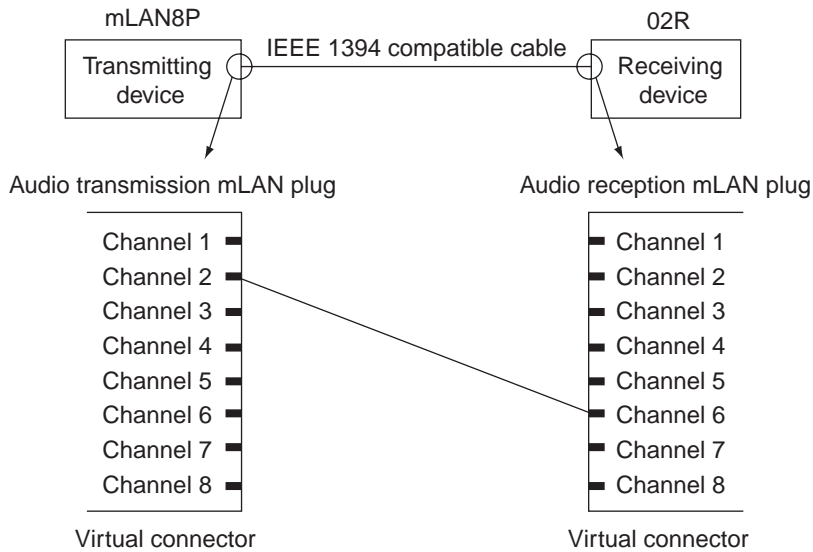 mLAN8P
02R
IEEE 1394 compatible cable
Transmitting
device
Receiving
device
Audio transmission mLAN plug
Audio reception mLAN plug
Channel 1
Channel 2
Channel 3
Channel 4
Channel 5
Channel 6
Channel 7
Channel 8
Virtual connector
Channel 1
Channel 2
Channel 3
Channel 4
Channel 5
Channel 6
Channel 7
Channel 8
Virtual connector